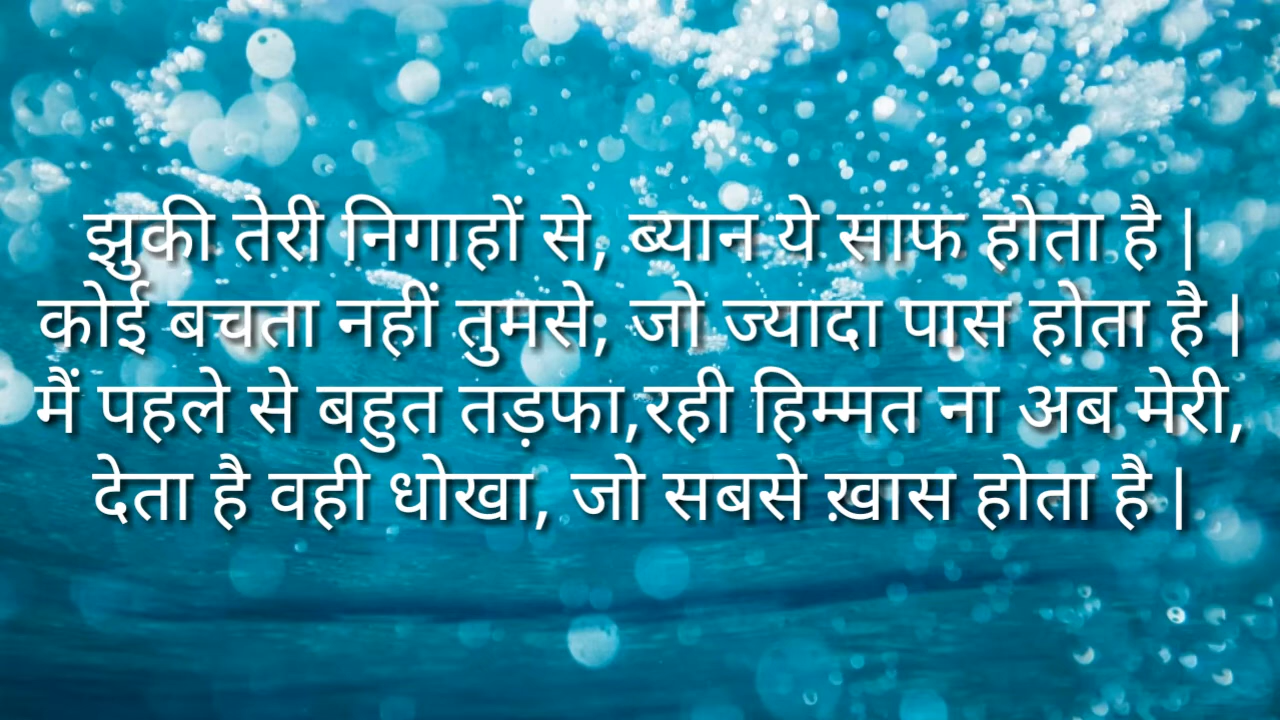 झुकी तेरी निगाहों से, ब्यान ये साफ होता है |
कोई बचता नहीं तुमसे, जो ज्यादा पास होता है |
मैं पहले से बहुत तड़फा,रही हिम्मत ना अब मेरी,
देता है वही धोखा, जो सबसे ख़ास होता है |